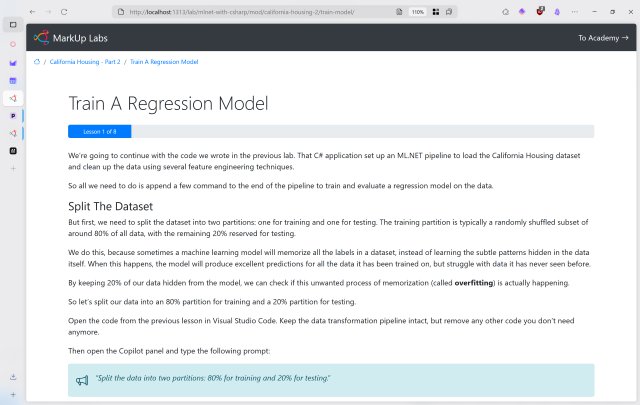 http://localhost:1313/lab/mlnet-with-csharp/mod/california-housing-2/train-model/
110%
MarkUp Labs
To Academy →
/ California Housing - Part 2 / Train A Regression Model
Train A Regression Model
Lesson 1 of 8
We're going to continue with the code we wrote in the previous lab. That C# application set up an ML.NET pipeline to load the California Housing dataset
and clean up the data using several feature engineering techniques.
So all we need to do is append a few command to the end of the pipeline to train and evaluate a regression model on the data.
Split The Dataset
But first, we need to split the dataset into two partitions: one for training and one for testing. The training partition is typically a randomly shuffled subset of
around 80% of all data, with the remaining 20% reserved for testing.
We do this, because sometimes a machine learning model will memorize all the labels in a dataset, instead of learning the subtle patterns hidden in the data
itself. When this happens, the model will produce excellent predictions for all the data it has been trained on, but struggle with data it has never seen before.
By keeping 20% of our data hidden from the model, we can check if this unwanted process of memorization (called overfitting) is actually happening.
So let's split our data into an 80% partition for training and a 20% partition for testing.
Open the code from the previous lesson in Visual Studio Code. Keep the data transformation pipeline intact, but remove any other code you don't need
anymore.
Then open the Copilot panel and type the following prompt:
"Split the data into two partitions: 80% for training and 20% for testing."